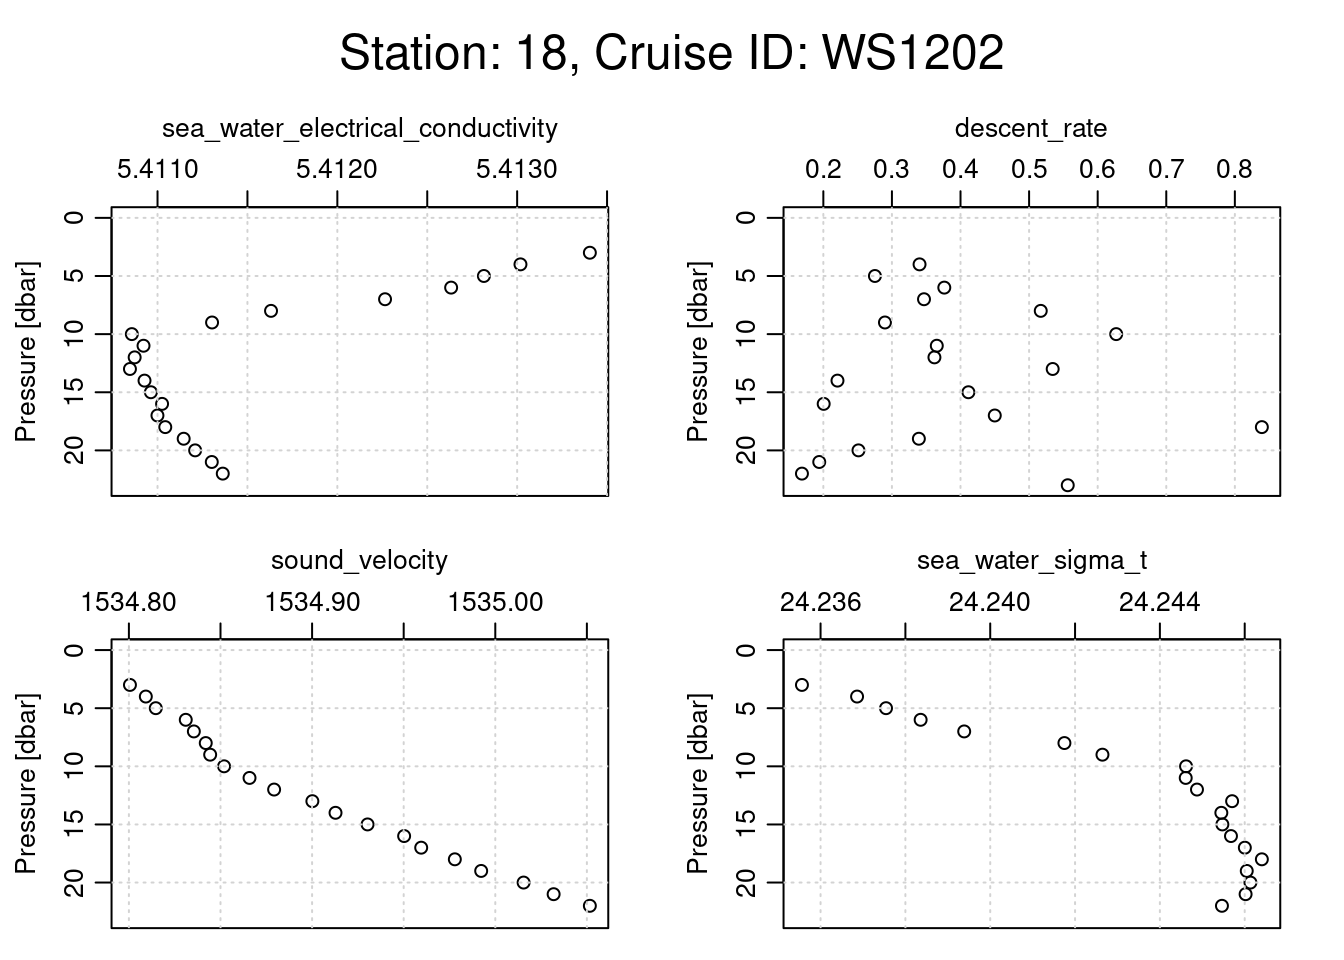 Station: 18, Cruise ID: WS1202
sea_water_electrical_conductivity
5.4110 5.4120 5.4130
Pressure [dbar]
0
5
10
15
20
descent_rate
0.2 0.3 0.4 0.5 0.6 0.7 0.8
Pressure [dbar]
0
5
10
15
20
sound_velocity
1534.80 1534.90 1535.00
Pressure [dbar]
0
5
10
15
20
sea_water_sigma_t
24.236 24.240 24.244
Pressure [dbar]
0
5
10
15
20